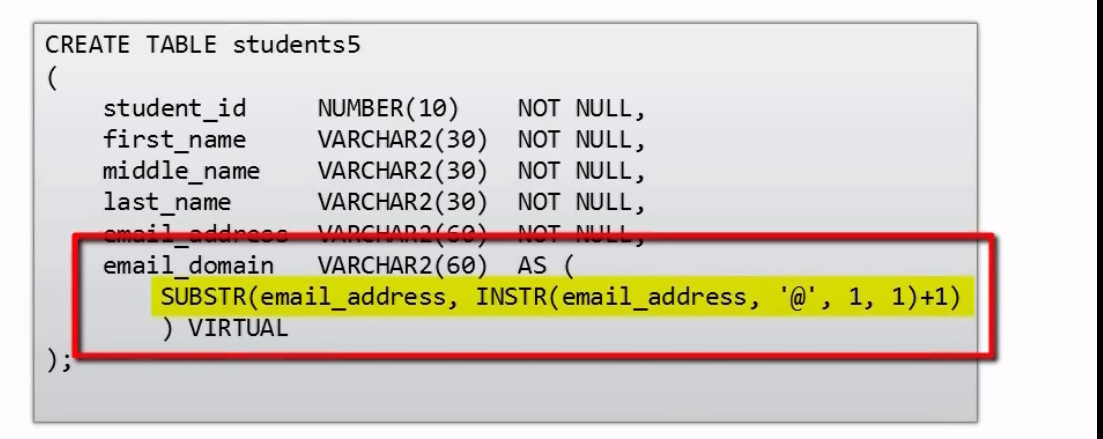 CREATE TABLE students5
(
student_id NUMBER(10) NOT NULL,
first_name VARCHAR2(30) NOT NULL,
middle_name VARCHAR2(30) NOT NULL,
last_name VARCHAR2(30) NOT NULL,
email_address VARCHAR2(60) NOT NULL,
email_domain VARCHAR2(60) AS (
SUBSTR(email_address, INSTR(email_address, '@', 1, 1)+1)
) VIRTUAL
);